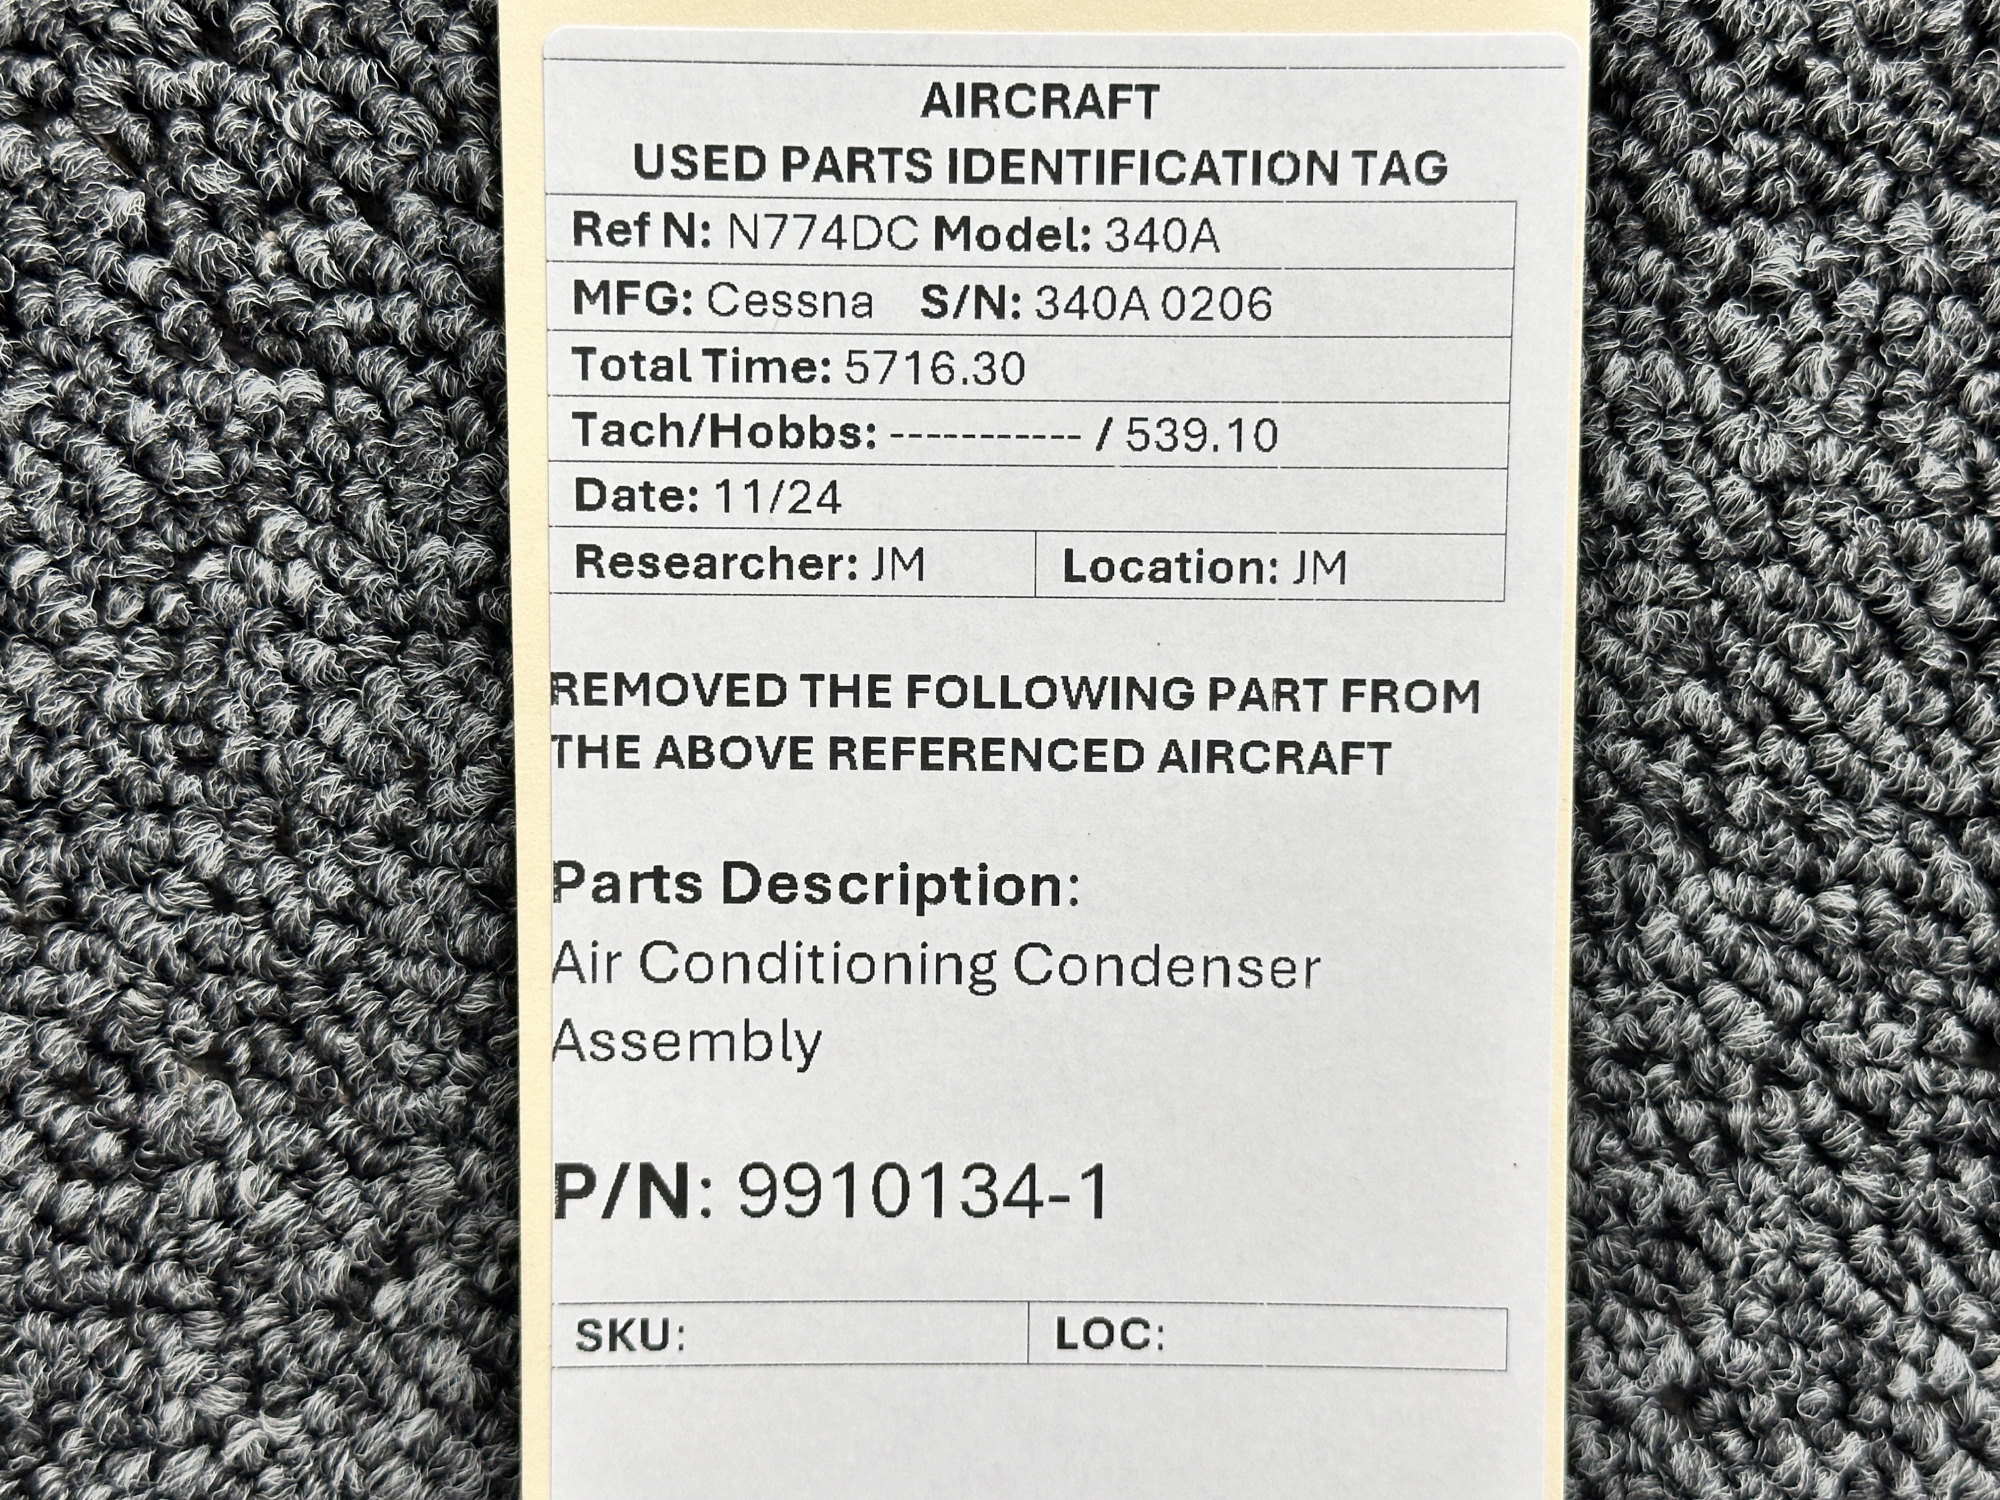 AIRCRAFT
USED PARTS IDENTIFICATION TAG
Ref N: N774DC Model: 340A
MFG: Cessna S/N: 340A 0206
Total Time: 5716.30
Tach/Hobbs: ----------- / 539.10
Date: 11/24
Researcher: JM Location: JM
REMOVED THE FOLLOWING PART FROM
THE ABOVE REFERENCED AIRCRAFT
Parts Description:
Air Conditioning Condenser
Assembly
P/N: 9910134-1
SKU: LOC: